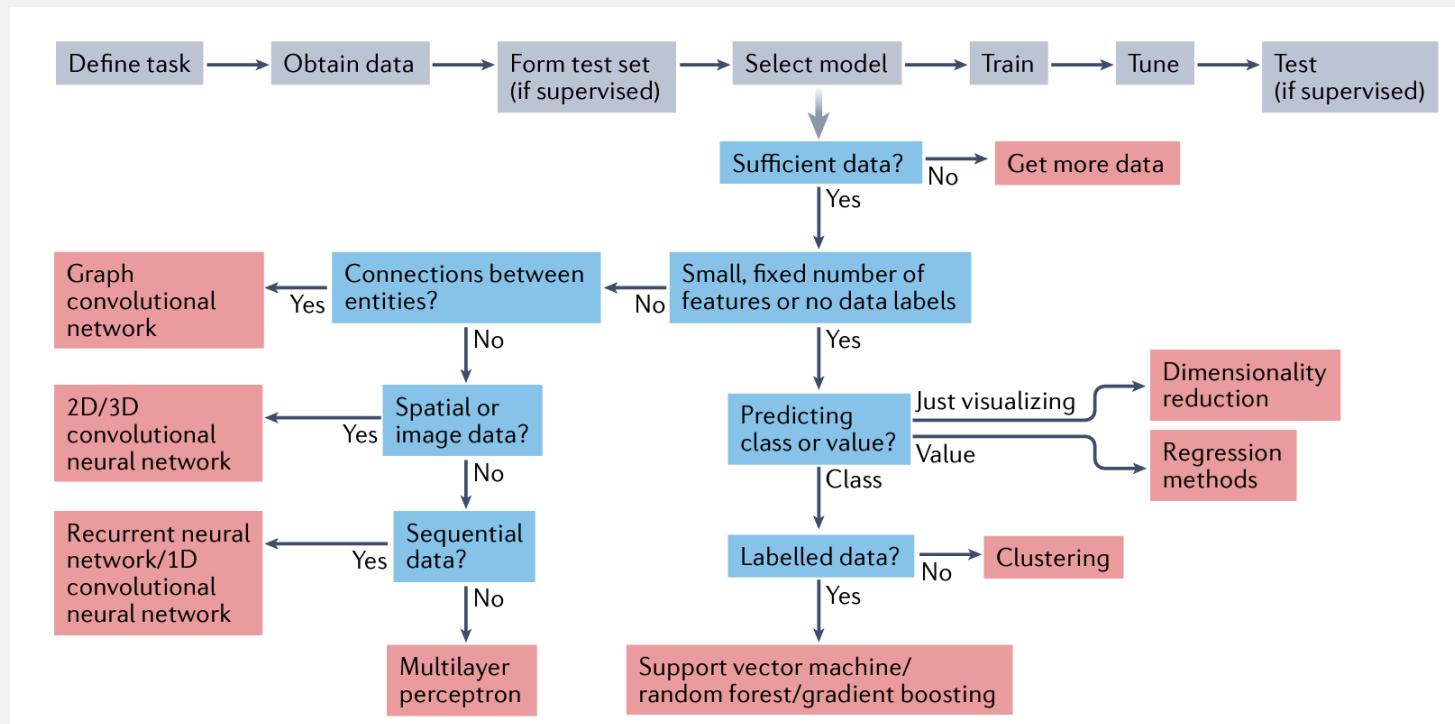 Define task
Obtain data
Form test set
(if supervised)
Select model
Train
Tune
Test
(if supervised)
Sufficient data?
No
Get more data
Yes
Graph
convolutional
network
Yes
Connections between
entities?
No
Small, fixed number of
features or no data labels
No
Yes
2D/3D
convolutional
neural network
Yes
Spatial or
image data?
No
Predicting
class or value?
Just visualizing
Value
Dimensionality
reduction
Regression
methods
Class
Recurrent neural
network/1D
convolutional
neural network
Yes
Sequential
data?
No
Labelled data?
No
Clustering
Yes
Multilayer
perceptron
Support vector machine/
random forest/gradient boosting